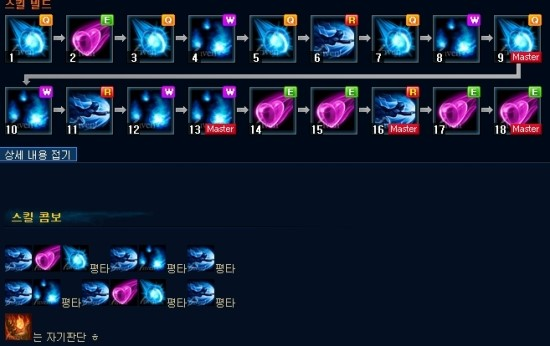 스킬 빌드
Q E Q W Q R Q W Q
1 2 3 4 5 6 7 8 9 Master
W R W W E E R E E
10 11 12 13 Master 14 15 16 Master 17 18 Master
상세 내용 접기
스킬 콤보
평타 평타 평타
평타 평타 평타
는 자기판단 ㅎ